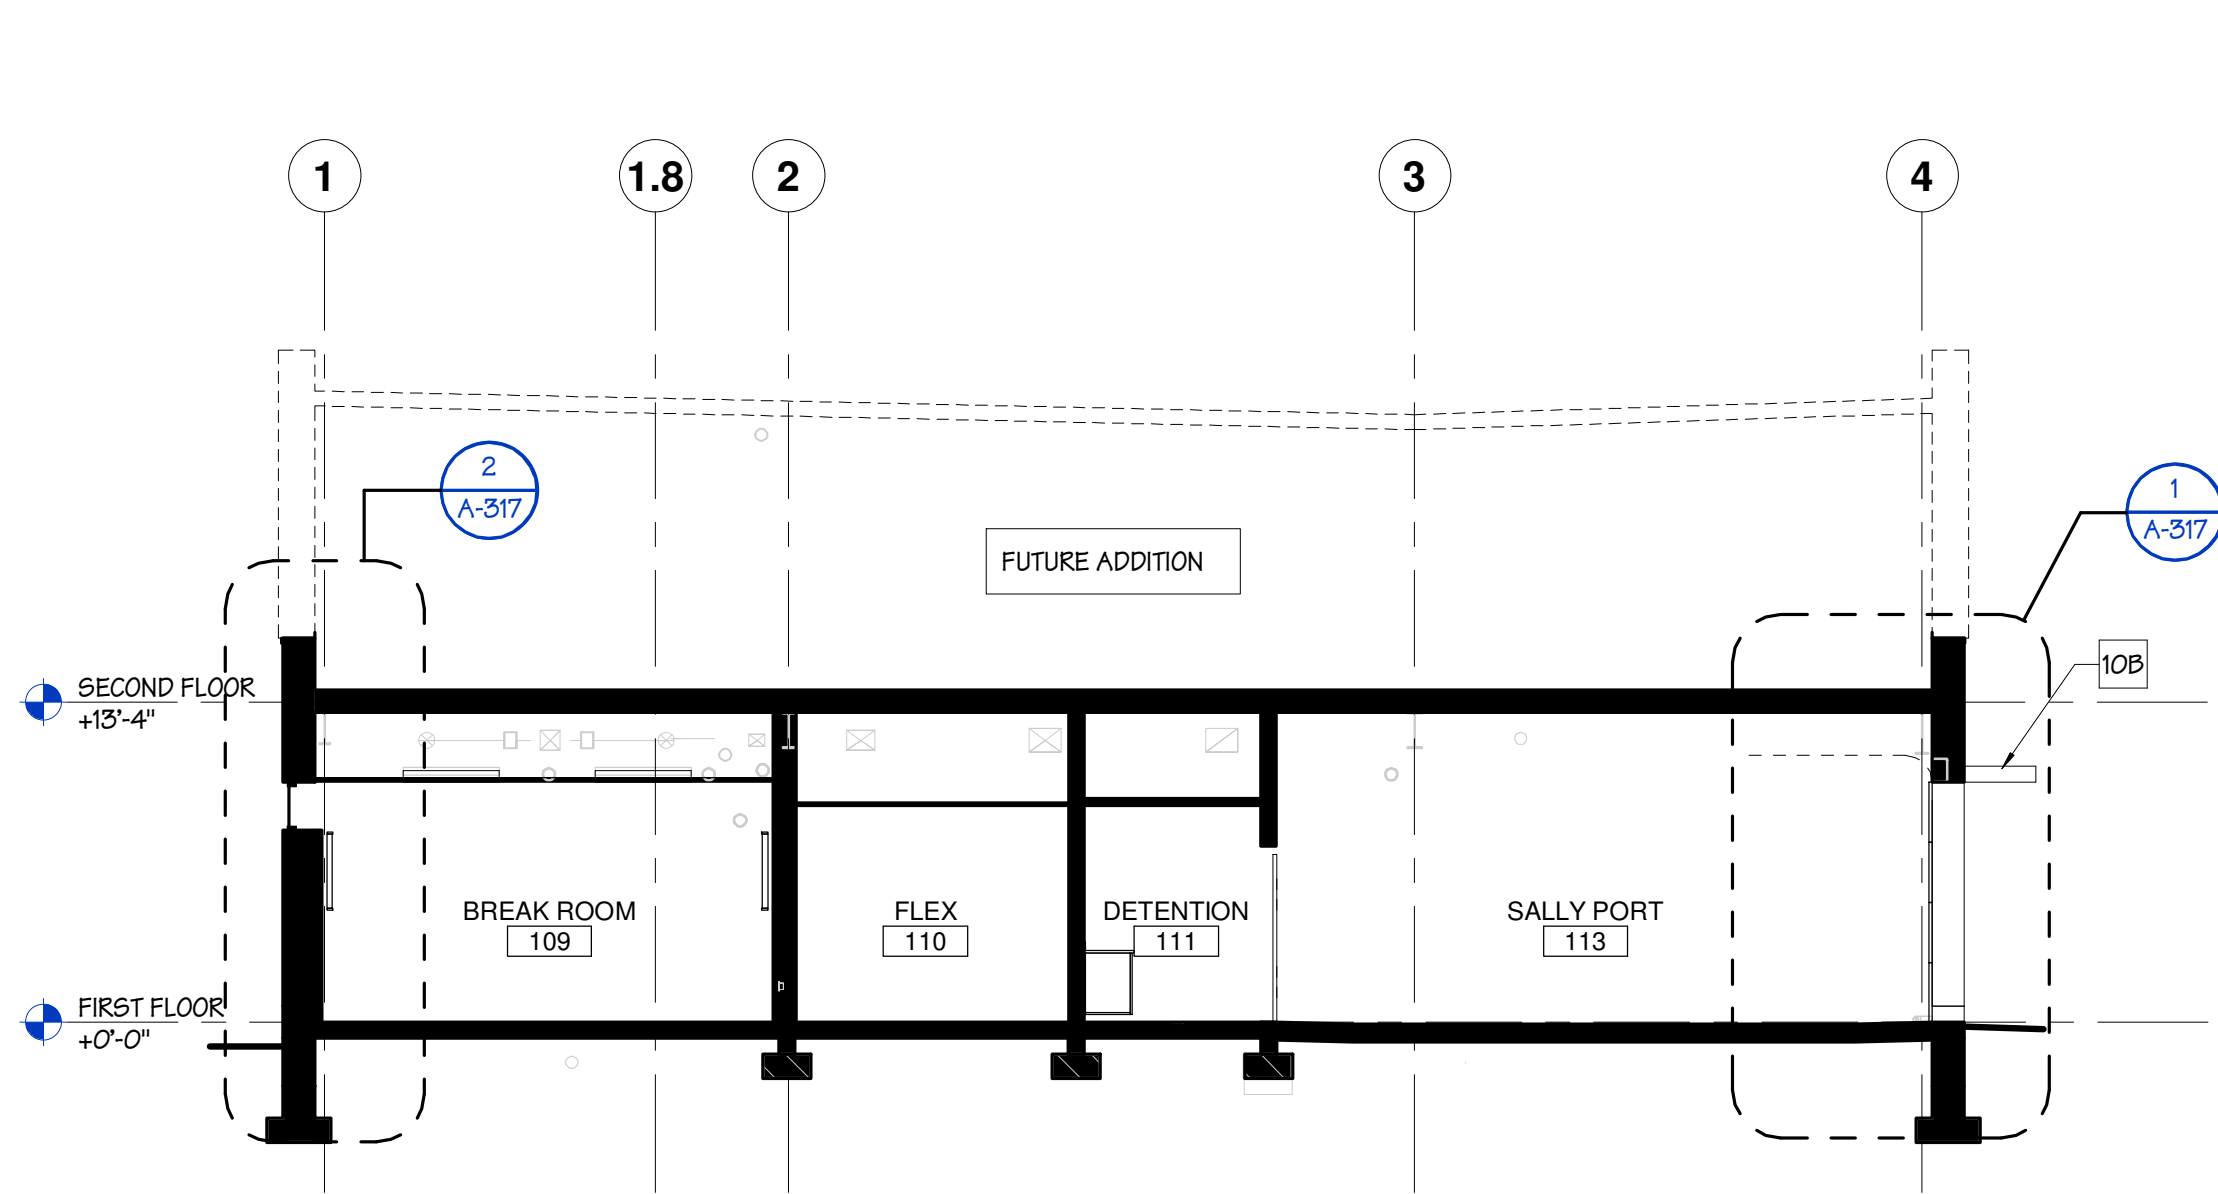 1
1.8
2
3
4
2
A-317
1
A-317
FUTURE ADDITION
10B
SECOND FLOOR
+13'-4"
BREAK ROOM
109
FLEX
110
DETENTION
111
SALLY PORT
113
FIRST FLOOR
+0'-0"